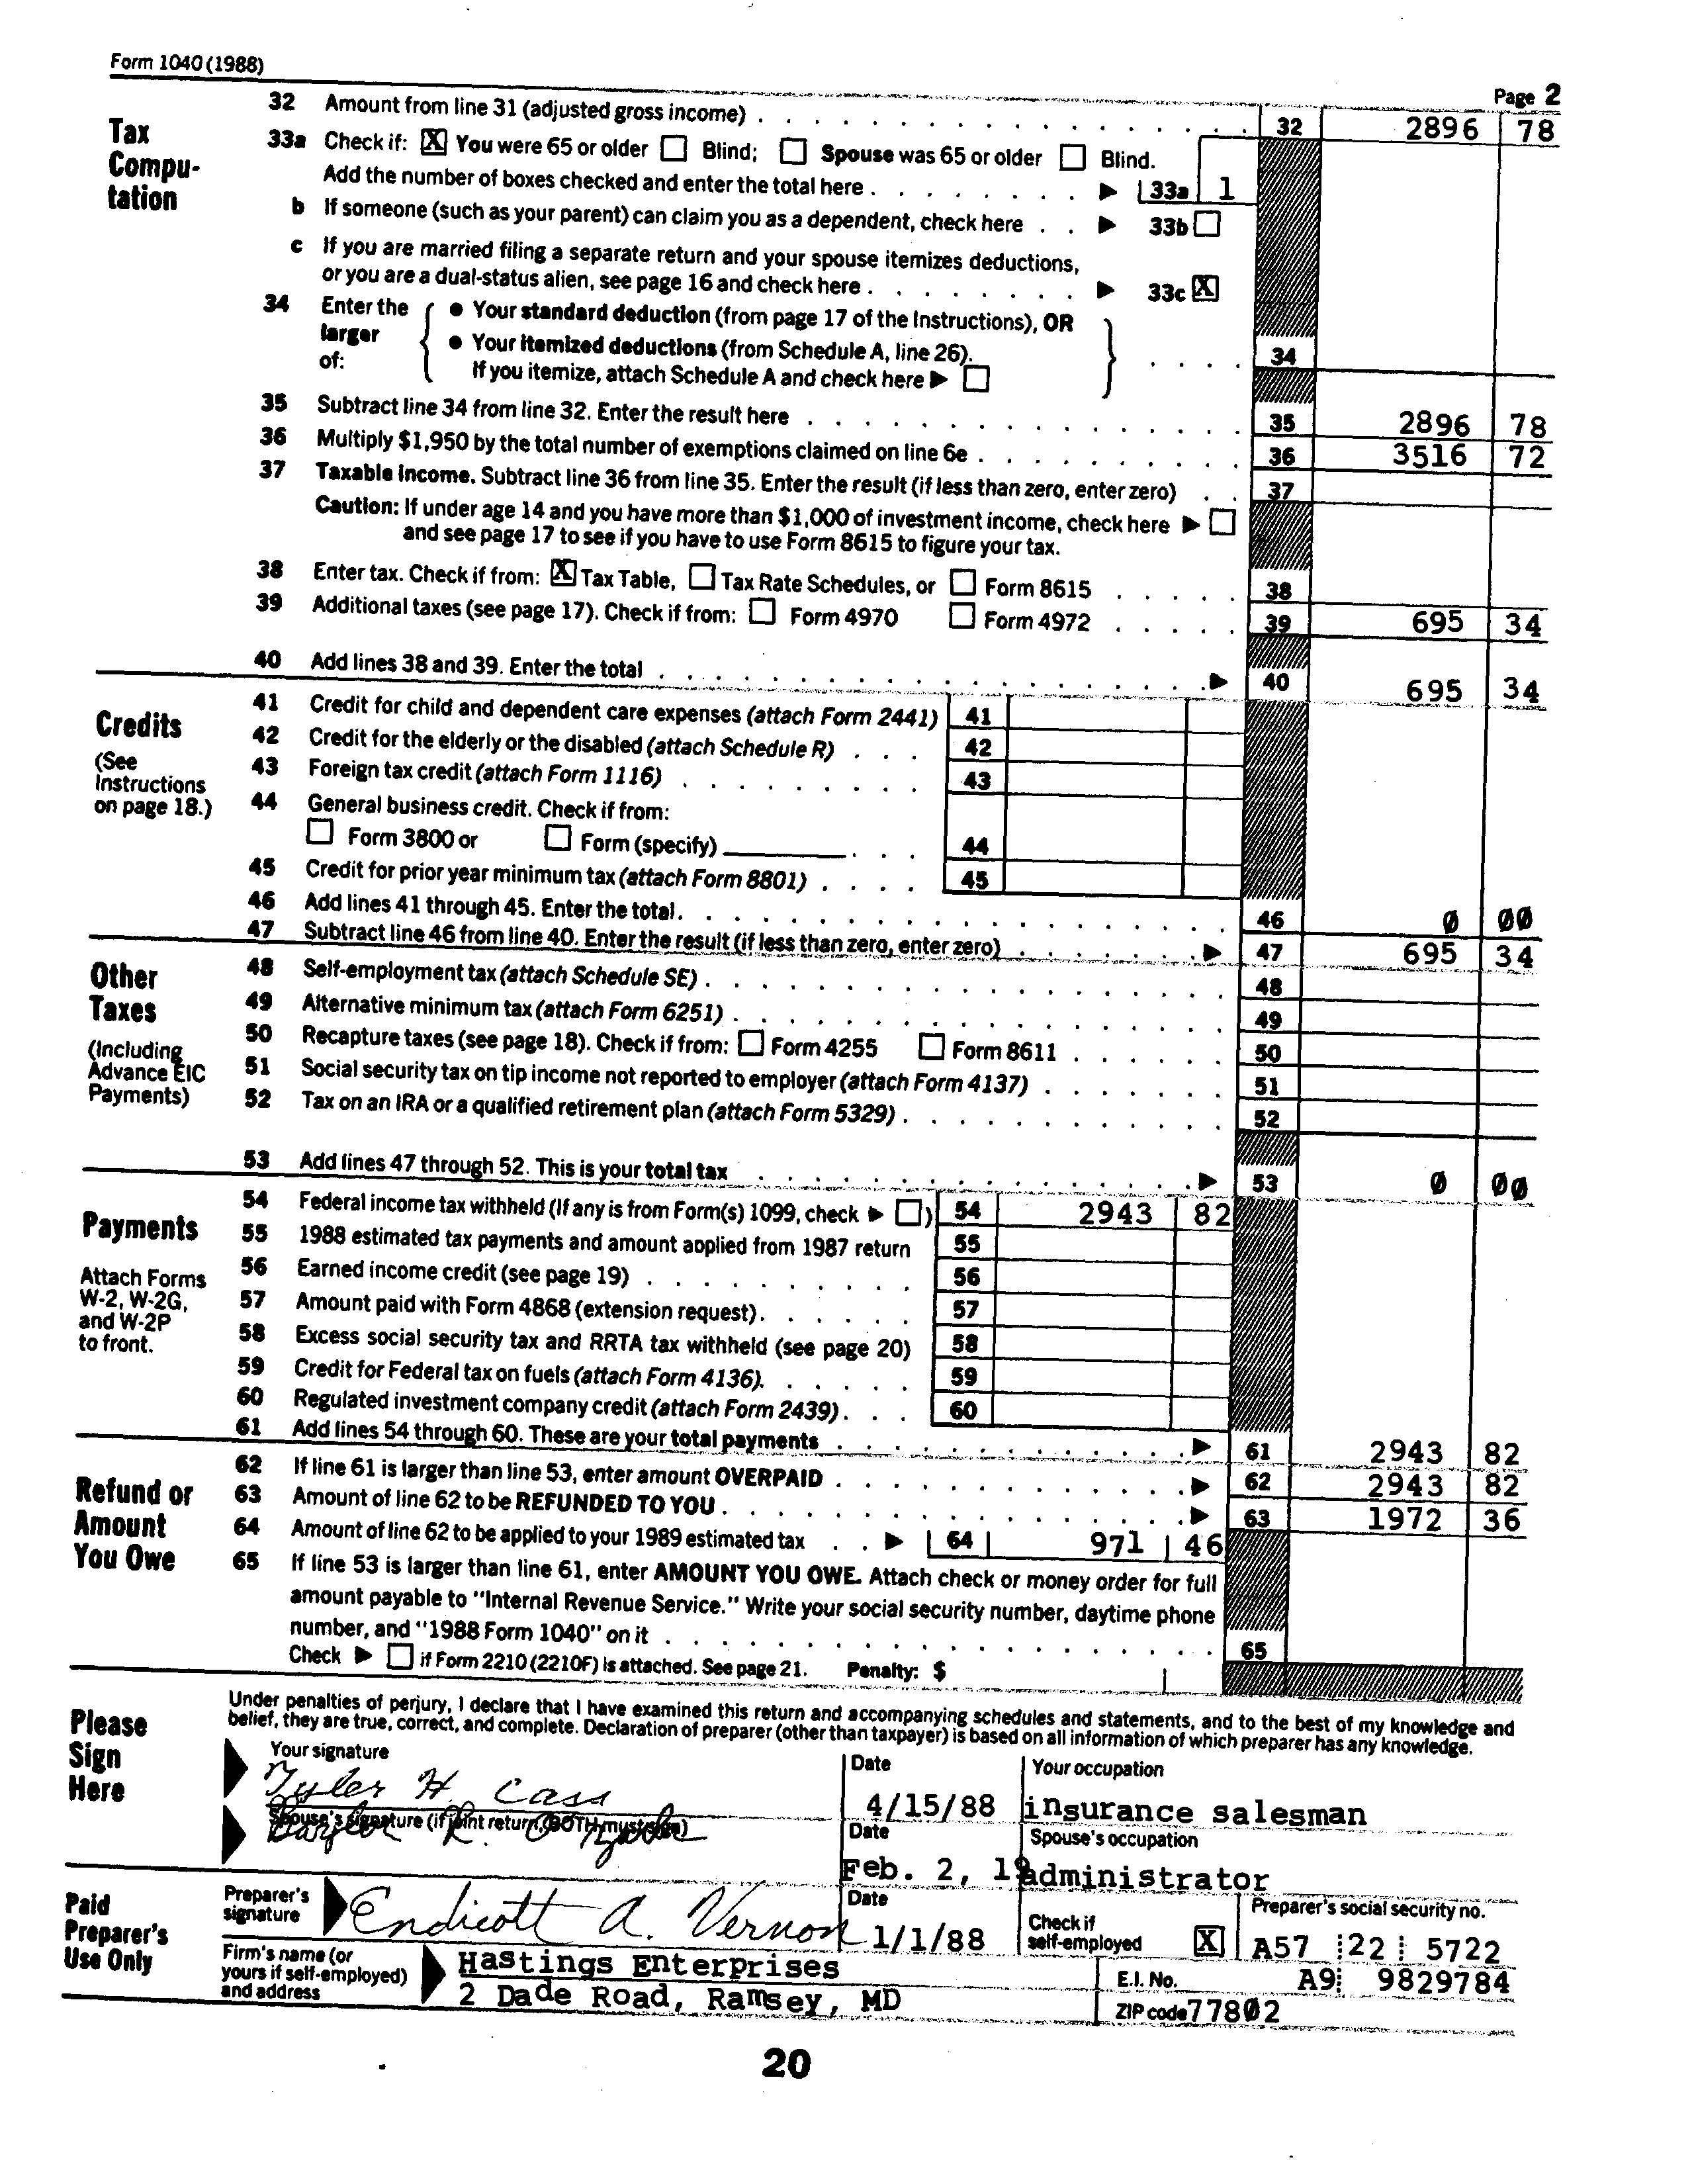 Form 1040 (1988)
Page 2
Tax Compu-tation
32 Amount from line 31 (adjusted gross income) . . . 32 2896 78
33a Check if: [X] You were 65 or older [ ] Blind; [ ] Spouse was 65 or older [ ] Blind.
Add the number of boxes checked and enter the total here . . . ▶ 33a 1
b If someone (such as your parent) can claim you as a dependent, check here . . ▶ 33b [ ]
c If you are married filing a separate return and your spouse itemizes deductions,
or you are a dual-status alien, see page 16 and check here . . . ▶ 33c [X]
34 Enter the larger of: { • Your standard deduction (from page 17 of the Instructions), OR
• Your itemized deductions (from Schedule A, line 26).
If you itemize, attach Schedule A and check here ▶ [ ] } . . . . 34
35 Subtract line 34 from line 32. Enter the result here . . . 35 2896 78
36 Multiply $1,950 by the total number of exemptions claimed on line 6e . . . 36 3516 72
37 Taxable income. Subtract line 36 from line 35. Enter the result (if less than zero, enter zero) . . 37
Caution: If under age 14 and you have more than $1,000 of investment income, check here ▶ [ ]
and see page 17 to see if you have to use Form 8615 to figure your tax.
38 Enter tax. Check if from: [X] Tax Table, [ ] Tax Rate Schedules, or [ ] Form 8615 . . . . . 38
39 Additional taxes (see page 17). Check if from: [ ] Form 4970 [ ] Form 4972 . . . . . 39 695 34
40 Add lines 38 and 39. Enter the total . . . ▶ 40 695 34
Credits
(See Instructions on page 18.)
41 Credit for child and dependent care expenses (attach Form 2441) 41
42 Credit for the elderly or the disabled (attach Schedule R) . . . 42
43 Foreign tax credit (attach Form 1116) . . . 43
44 General business credit. Check if from:
[ ] Form 3800 or [ ] Form (specify) ______ . . . 44
45 Credit for prior year minimum tax (attach Form 8801) . . . . 45
46 Add lines 41 through 45. Enter the total . . . 46 0 00
47 Subtract line 46 from line 40. Enter the result (if less than zero, enter zero) . . . ▶ 47 695 34
Other Taxes
(Including Advance EIC Payments)
48 Self-employment tax (attach Schedule SE) . . . 48
49 Alternative minimum tax (attach Form 6251) . . . 49
50 Recapture taxes (see page 18). Check if from: [ ] Form 4255 [ ] Form 8611 . . . 50
51 Social security tax on tip income not reported to employer (attach Form 4137) . . . 51
52 Tax on an IRA or a qualified retirement plan (attach Form 5329) . . . 52
53 Add lines 47 through 52. This is your total tax . . . ▶ 53 0 00
Payments
Attach Forms W-2, W-2G, and W-2P to front.
54 Federal income tax withheld (If any is from Form(s) 1099, check ▶ [ ]) 54 2943 82
55 1988 estimated tax payments and amount applied from 1987 return 55
56 Earned income credit (see page 19) . . . 56
57 Amount paid with Form 4868 (extension request) . . . 57
58 Excess social security tax and RRTA tax withheld (see page 20) 58
59 Credit for Federal tax on fuels (attach Form 4136) . . . 59
60 Regulated investment company credit (attach Form 2439) . . . 60
61 Add lines 54 through 60. These are your total payments . . . ▶ 61 2943 82
Refund or Amount You Owe
62 If line 61 is larger than line 53, enter amount OVERPAID . . . ▶ 62 2943 82
63 Amount of line 62 to be REFUNDED TO YOU . . . ▶ 63 1972 36
64 Amount of line 62 to be applied to your 1989 estimated tax . . ▶ 64 971 46
65 If line 53 is larger than line 61, enter AMOUNT YOU OWE. Attach check or money order for full
amount payable to "Internal Revenue Service." Write your social security number, daytime phone
number, and "1988 Form 1040" on it . . . 65
Check ▶ [ ] if Form 2210 (2210F) is attached. See page 21. Penalty: $
Please Sign Here
Under penalties of perjury, I declare that I have examined this return and accompanying schedules and statements, and to the best of my knowledge and
belief, they are true, correct, and complete. Declaration of preparer (other than taxpayer) is based on all information of which preparer has any knowledge.
Your signature Date Your occupation
Tyler H. Cass 4/15/88 insurance salesman
Spouse's signature (if joint return, BOTH must sign) Date Spouse's occupation
Feb. 2, 19 administrator
Paid Preparer's Use Only
Preparer's signature Endicott A. Vernon Date 1/1/88 Check if self-employed [X] Preparer's social security no. A57 22 5722
Firm's name (or yours if self-employed) and address Hastings Enterprises E.I. No. A9 9829784
2 Dade Road, Ramsey, MD ZIP code 77802
20